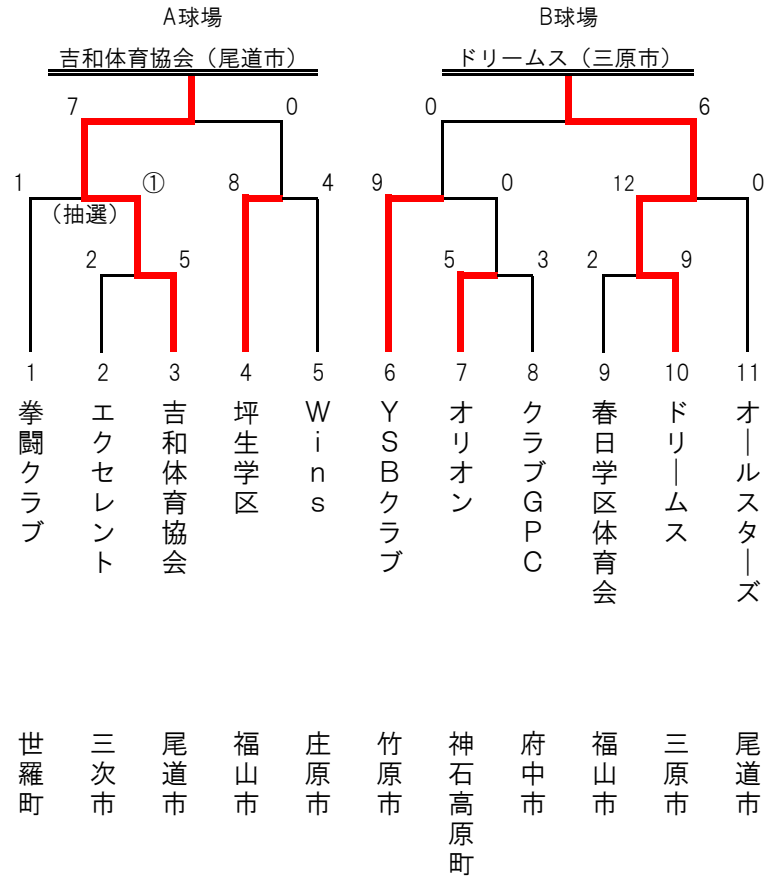 A球場 B球場
吉和体育協会（尾道市） ドリームス（三原市）
7 0 0 6
1 ① 8 4 9 0 12 0
（抽選）
2 5 5 3 2 9
1 2 3 4 5 6 7 8 9 10 11
拳闘クラブ
エクセレント
吉和体育協会
坪生学区
Wins
YSBクラブ
オリオン
クラブGPC
春日学区体育会
ドリームス
オールスターズ
世羅町
三次市
尾道市
福山市
庄原市
竹原市
神石高原町
府中市
福山市
三原市
尾道市